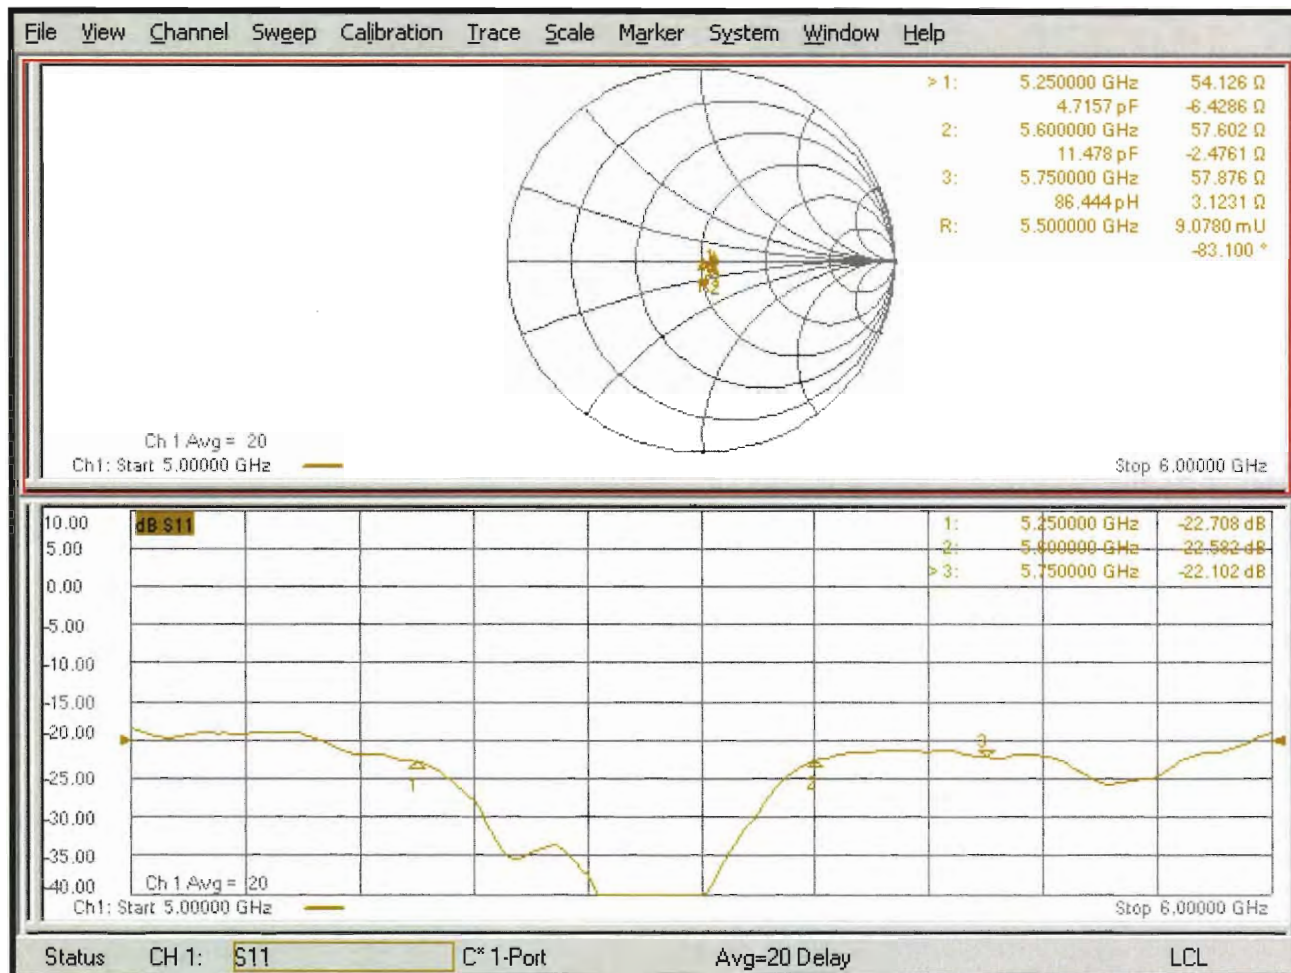 File View Channel Sweep Calibration Trace Scale Marker System Window Help
> 1: 5.250000 GHz 54.126 Ω
4.7157 pF -6.4286 Ω
2: 5.600000 GHz 57.602 Ω
11.478 pF -2.4761 Ω
3: 5.750000 GHz 57.876 Ω
86.444 pH 3.1231 Ω
R: 5.500000 GHz 9.0780 mU
-83.100 °
2
Ch 1 Avg = 20
Ch1: Start 5.00000 GHz
Stop 6.00000 GHz
10.00
dB S11
1: 5.250000 GHz -22.708 dB
5.00
2: 5.600000 GHz -22.582 dB
0.00
> 3: 5.750000 GHz -22.102 dB
-5.00
-10.00
-15.00
-20.00
3
-25.00
1
2
-30.00
-35.00
-40.00
Ch 1 Avg = 20
Ch1: Start 5.00000 GHz
Stop 6.00000 GHz
Status CH 1: S11 C* 1-Port Avg=20 Delay LCL